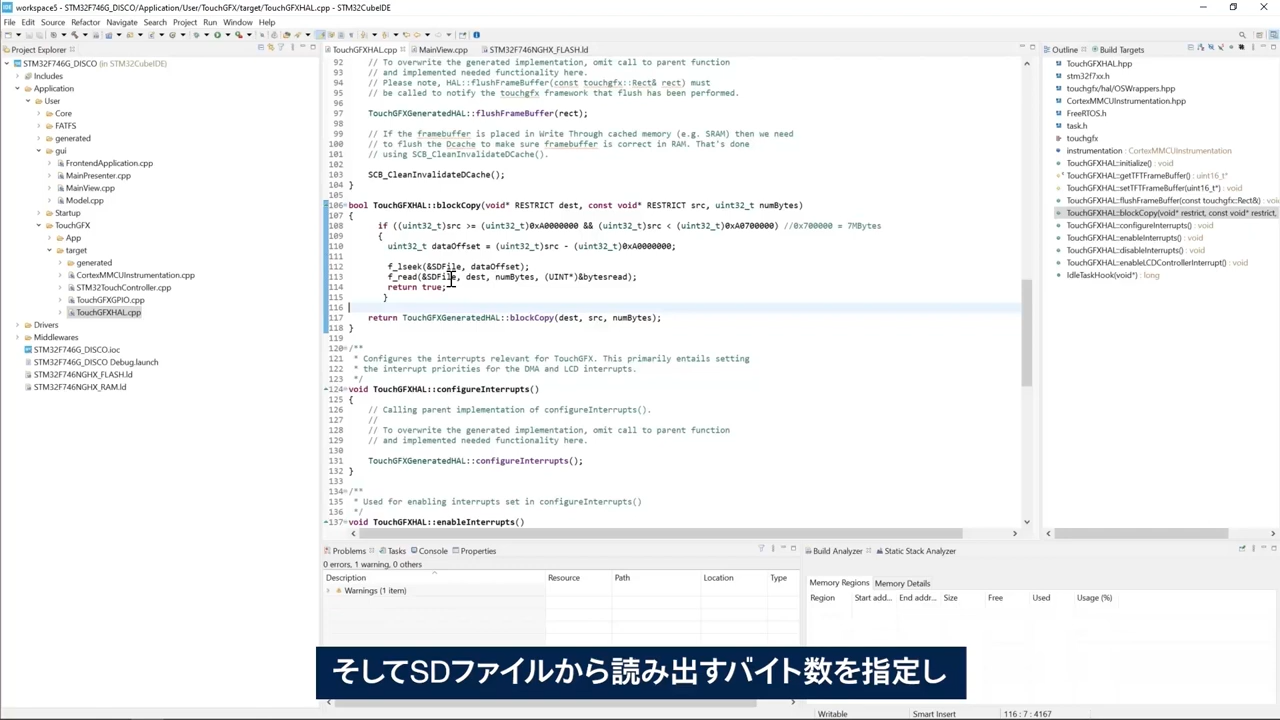 workspace5 - STM32F746G_DISCO/Application/User/TouchGFX/target/TouchGFXHAL.cpp - STM32CubeIDE
File Edit Source Refactor Navigate Search Project Run Window Help
Project Explorer
STM32F746G_DISCO (in STM32CubeIDE)
Includes
Application
User
Core
FATFS
generated
gui
FrontendApplication.cpp
MainPresenter.cpp
MainView.cpp
Model.cpp
Startup
TouchGFX
App
target
generated
CortexMMCUInstrumentation.cpp
STM32TouchController.cpp
TouchGFXGPIO.cpp
TouchGFXHAL.cpp
Drivers
Middlewares
STM32F746G_DISCO.ioc
STM32F746G_DISCO Debug.launch
STM32F746NGHX_FLASH.ld
STM32F746NGHX_RAM.ld
TouchGFXHAL.cpp MainView.cpp STM32F746NGHX_FLASH.ld
92 // To overwrite the generated implementation, omit call to parent function
93 // and implemented needed functionality here.
94 // Please note, HAL::flushFrameBuffer(const touchgfx::Rect& rect) must
95 // be called to notify the touchgfx framework that flush has been performed.
96
97 TouchGFXGeneratedHAL::flushFrameBuffer(rect);
98
99 // If the framebuffer is placed in Write Through cached memory (e.g. SRAM) then we need
100 // to flush the Dcache to make sure framebuffer is correct in RAM. That's done
101 // using SCB_CleanInvalidateDCache().
102
103 SCB_CleanInvalidateDCache();
104 }
105
106 bool TouchGFXHAL::blockCopy(void* RESTRICT dest, const void* RESTRICT src, uint32_t numBytes)
107 {
108 if ((uint32_t)src >= (uint32_t)0xA0000000 && (uint32_t)src < (uint32_t)0xA0700000) //0x700000 = 7MBytes
109 {
110 uint32_t dataOffset = (uint32_t)src - (uint32_t)0xA0000000;
111
112 f_lseek(&SDFile, dataOffset);
113 f_read(&SDFile, dest, numBytes, (UINT*)&bytesread);
114 return true;
115 }
116
117 return TouchGFXGeneratedHAL::blockCopy(dest, src, numBytes);
118 }
119
120 /**
121 * Configures the interrupts relevant for TouchGFX. This primarily entails setting
122 * the interrupt priorities for the DMA and LCD interrupts.
123 */
124 void TouchGFXHAL::configureInterrupts()
125 {
126 // Calling parent implementation of configureInterrupts().
127 //
128 // To overwrite the generated implementation, omit call to parent function
129 // and implemented needed functionality here.
130
131 TouchGFXGeneratedHAL::configureInterrupts();
132 }
133
134 /**
135 * Used for enabling interrupts set in configureInterrupts()
136 */
137 void TouchGFXHAL::enableInterrupts()
Outline Build Targets
TouchGFXHAL.hpp
stm32f7xx.h
touchgfx/hal/OSWrappers.hpp
CortexMMCUInstrumentation.hpp
FreeRTOS.h
task.h
touchgfx
instrumentation : CortexMMCUInstrumentation
TouchGFXHAL::initialize() : void
TouchGFXHAL::getTFTFrameBuffer() : uint16_t*
TouchGFXHAL::setTFTFrameBuffer(uint16_t*)
TouchGFXHAL::flushFrameBuffer(const touchgfx::Rect&)
TouchGFXHAL::blockCopy(void* restrict, const void* restrict,
TouchGFXHAL::configureInterrupts() : void
TouchGFXHAL::enableInterrupts() : void
TouchGFXHAL::disableInterrupts() : void
TouchGFXHAL::enableLCDControllerInterrupt() : void
IdleTaskHook(void*) : long
Problems Tasks Console Properties
0 errors, 1 warning, 0 others
Description Resource Path Location Type
Warnings (1 item)
Build Analyzer Static Stack Analyzer
Memory Regions Memory Details
Region Start add... End addr... Size Free Used Usage (%)
そしてSDファイルから読み出すバイト数を指定し
Writable Smart Insert 116 : 7 : 4167